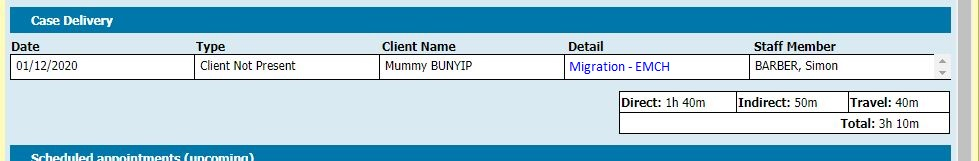 Case Delivery
Date Type Client Name Detail Staff Member
01/12/2020 Client Not Present Mummy BUNYIP Migration - EMCH BARBER, Simon
Direct: 1h 40m Indirect: 50m Travel: 40m
Total: 3h 10m
Scheduled appointments (upcoming)